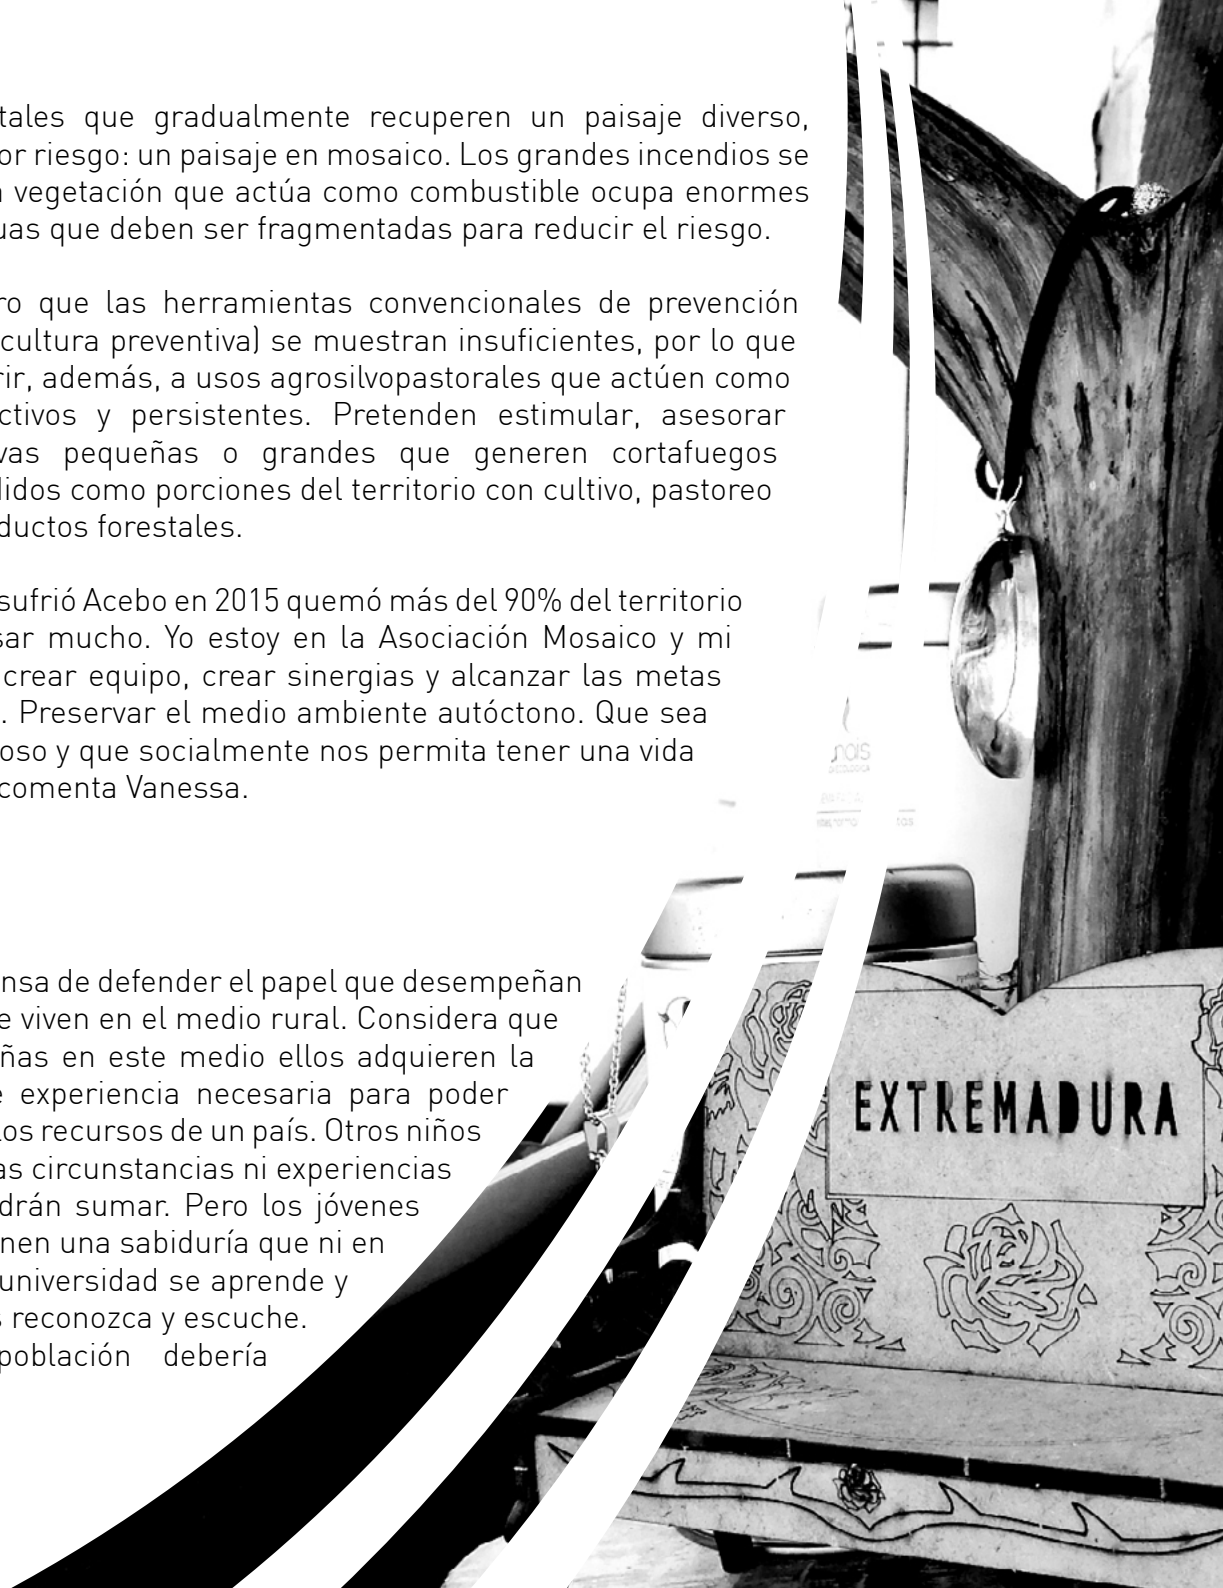 tales que gradualmente recuperen un paisaje diverso,
or riesgo: un paisaje en mosaico. Los grandes incendios se
vegetación que actúa como combustible ocupa enormes
uas que deben ser fragmentadas para reducir el riesgo.
ro que las herramientas convencionales de prevención
cultura preventiva) se muestran insuficientes, por lo que
rir, además, a usos agrosilvopastorales que actúen como
ctivos y persistentes. Pretenden estimular, asesorar
vas pequeñas o grandes que generen cortafuegos
didos como porciones del territorio con cultivo, pastoreo
ductos forestales.
sufrió Acebo en 2015 quemó más del 90% del territorio
sar mucho. Yo estoy en la Asociación Mosaico y mi
crear equipo, crear sinergias y alcanzar las metas
. Preservar el medio ambiente autóctono. Que sea
oso y que socialmente nos permita tener una vida
comenta Vanessa.
nsa de defender el papel que desempeñan
e viven en el medio rural. Considera que
ñas en este medio ellos adquieren la
e experiencia necesaria para poder
los recursos de un país. Otros niños
as circunstancias ni experiencias
drán sumar. Pero los jóvenes
nen una sabiduría que ni en
universidad se aprende y
s reconozca y escuche.
población debería
EXTREMADURA